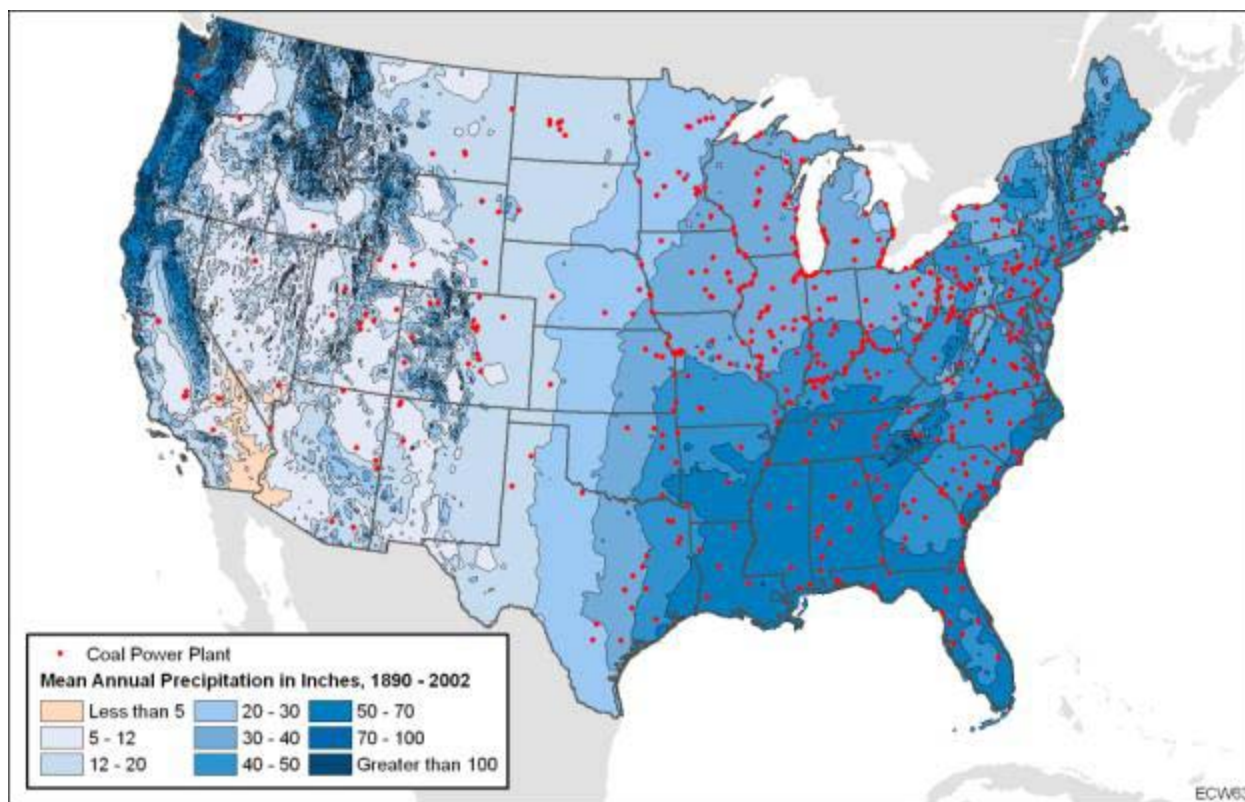 Coal Power Plant
Mean Annual Precipitation in Inches, 1890 - 2002
Less than 5
20 - 30
50 - 70
5 - 12
30 - 40
70 - 100
12 - 20
40 - 50
Greater than 100
ECW63